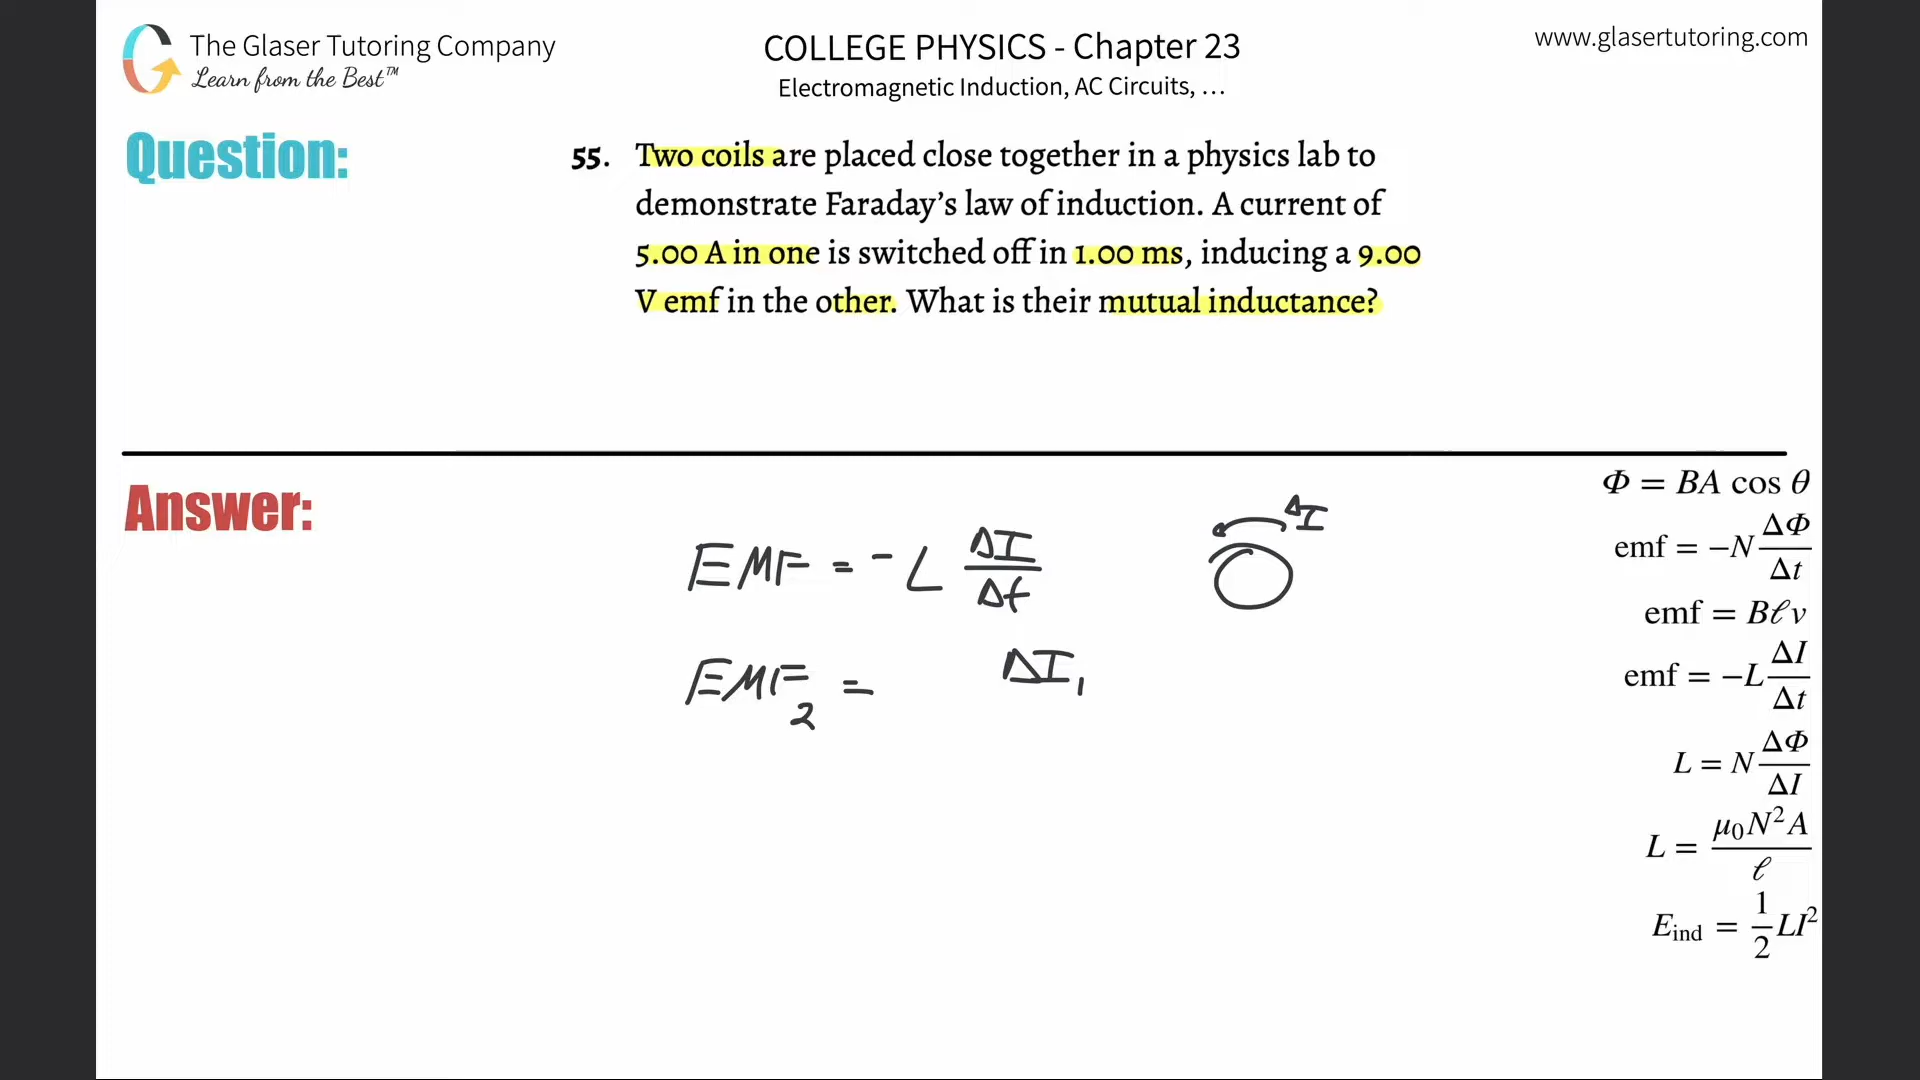 The Glaser Tutoring Company
Learn from the Best™
COLLEGE PHYSICS - Chapter 23
Electromagnetic Induction, AC Circuits, …
www.glasertutoring.com
Question:
55. Two coils are placed close together in a physics lab to
demonstrate Faraday’s law of induction. A current of
5.00 A in one is switched off in 1.00 ms, inducing a 9.00
V emf in the other. What is their mutual inductance?
Answer:
EMF = -L ΔI/Δt
ΔI
EMF₂ = ΔI₁
Φ = BA cos θ
emf = −N ΔΦ/Δt
emf = Bℓv
emf = −L ΔI/Δt
L = N ΔΦ/ΔI
L = μ₀N²A/ℓ
E_ind = 1/2 LI²